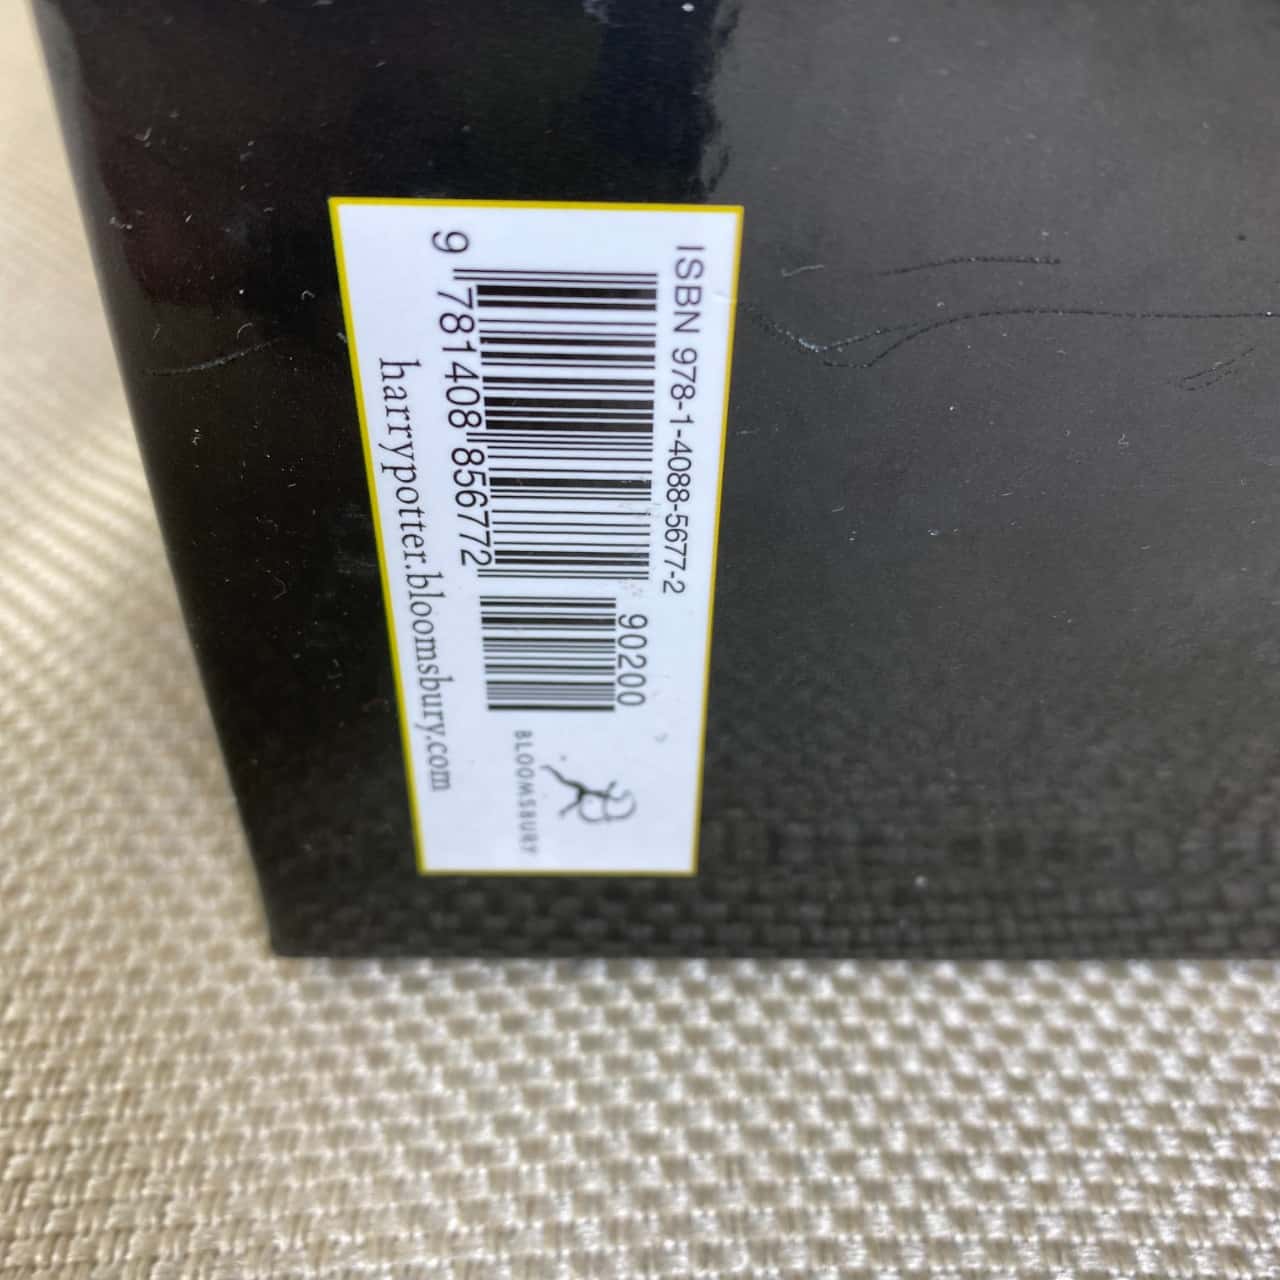 ISBN 978-1-4088-5677-2
90200
9 781408 856772
BLOOMSBURY
harrypotter.bloomsbury.com